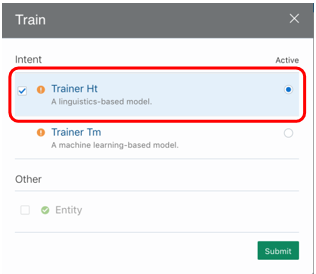 Train
Intent Active
Trainer Ht
A linguistics-based model.
Trainer Tm
A machine learning-based model.
Other
Entity
Submit